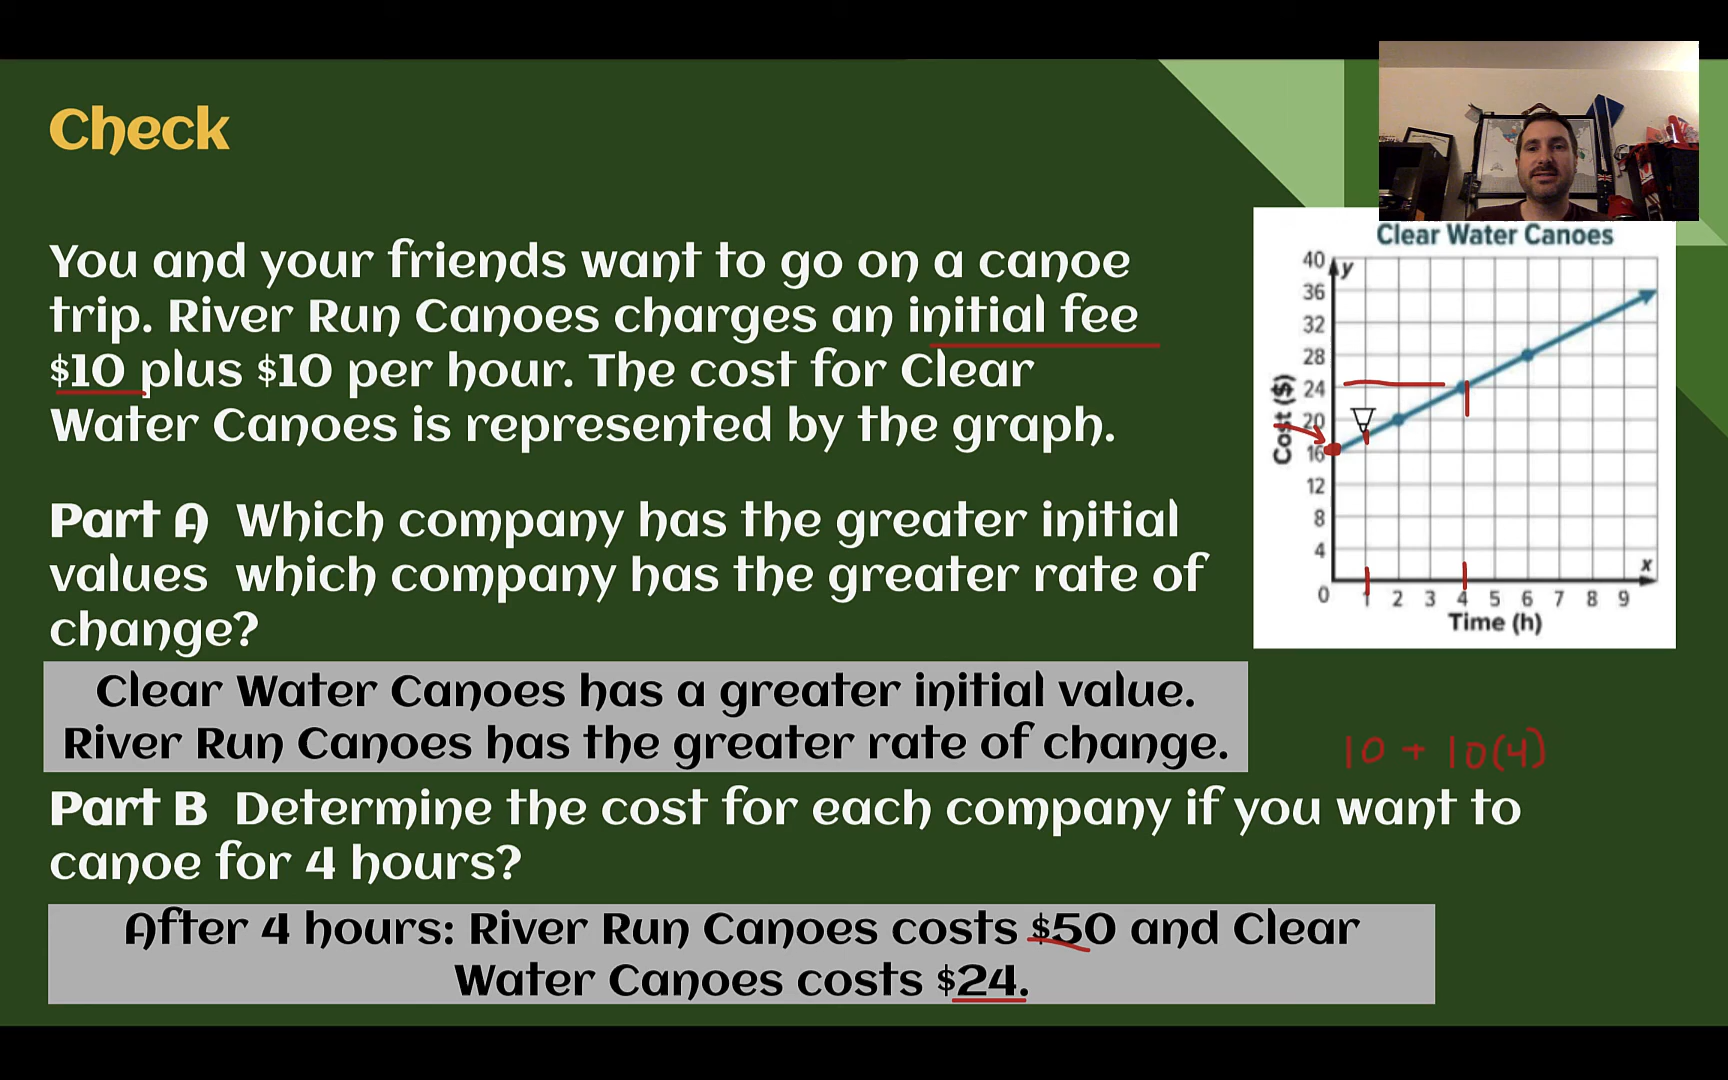 Check
You and your friends want to go on a canoe
trip. River Run Canoes charges an initial fee
$10 plus $10 per hour. The cost for Clear
Water Canoes is represented by the graph.
Part A Which company has the greater initial
values which company has the greater rate of
change?
Clear Water Canoes has a greater initial value.
River Run Canoes has the greater rate of change.
10 + 10(4)
Part B Determine the cost for each company if you want to
canoe for 4 hours?
After 4 hours: River Run Canoes costs $50 and Clear
Water Canoes costs $24.
Clear Water Canoes
Cost ($)
40
36
32
28
24
20
16
12
8
4
0
y
x
1 2 3 4 5 6 7 8 9
Time (h)